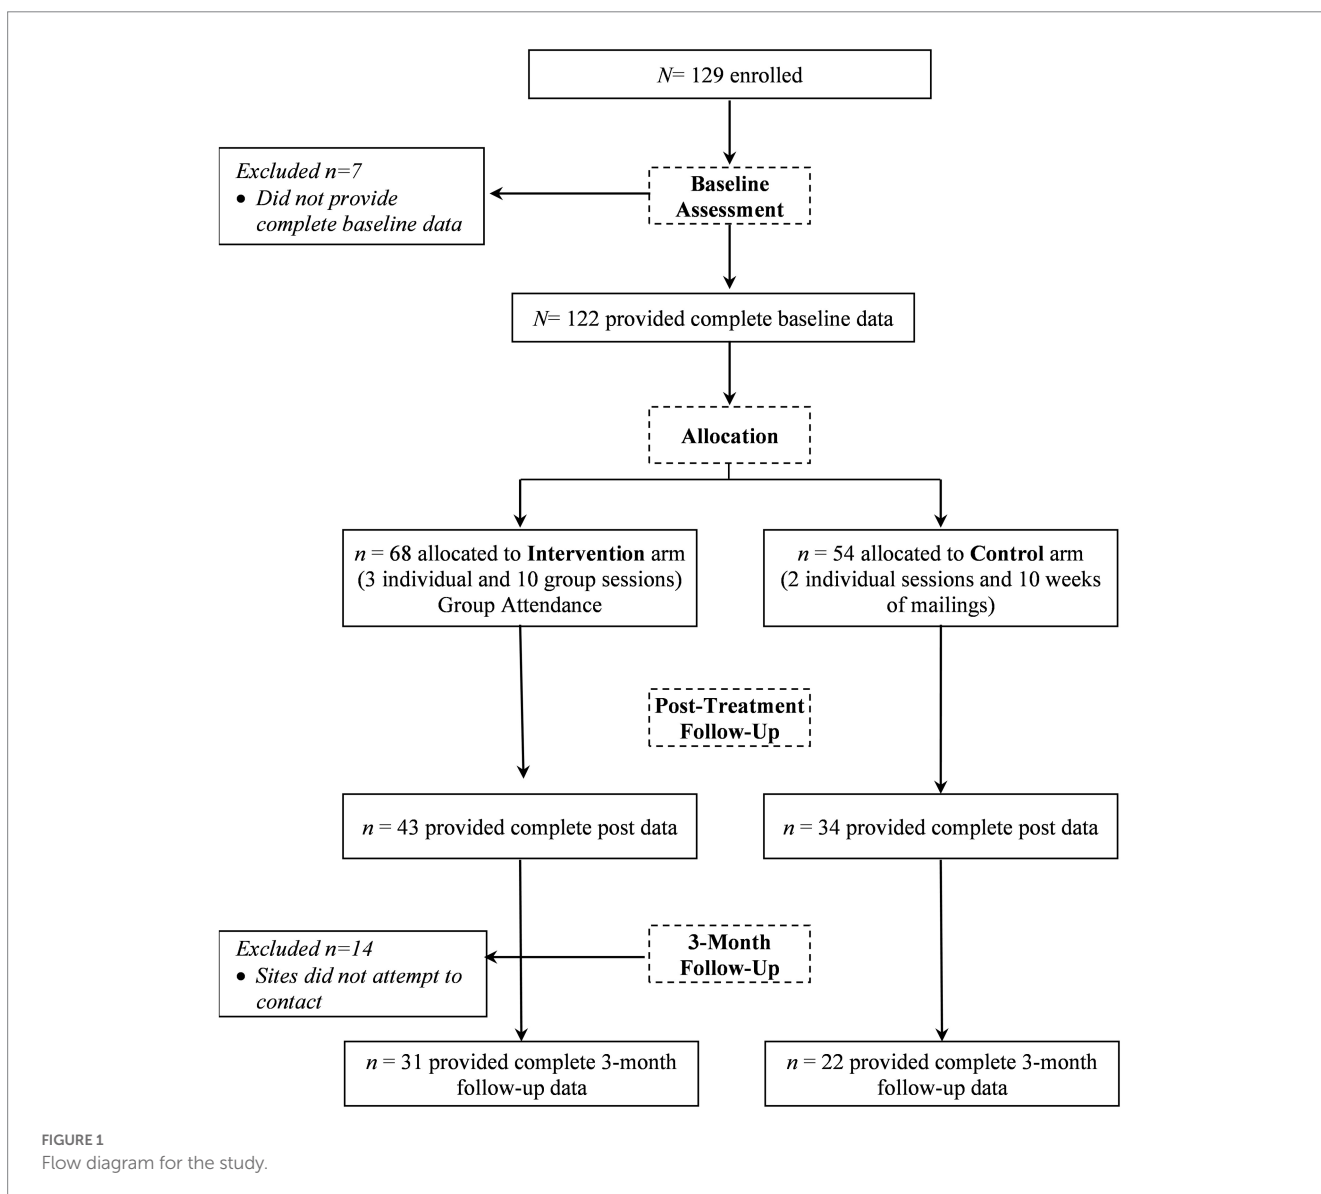 N= 129 enrolled
Excluded n=7
• Did not provide
complete baseline data
Baseline
Assessment
N= 122 provided complete baseline data
Allocation
n = 68 allocated to Intervention arm
(3 individual and 10 group sessions)
Group Attendance
n = 54 allocated to Control arm
(2 individual sessions and 10 weeks
of mailings)
Post-Treatment
Follow-Up
n = 43 provided complete post data
n = 34 provided complete post data
Excluded n=14
• Sites did not attempt to
contact
3-Month
Follow-Up
n = 31 provided complete 3-month
follow-up data
n = 22 provided complete 3-month
follow-up data
FIGURE 1
Flow diagram for the study.